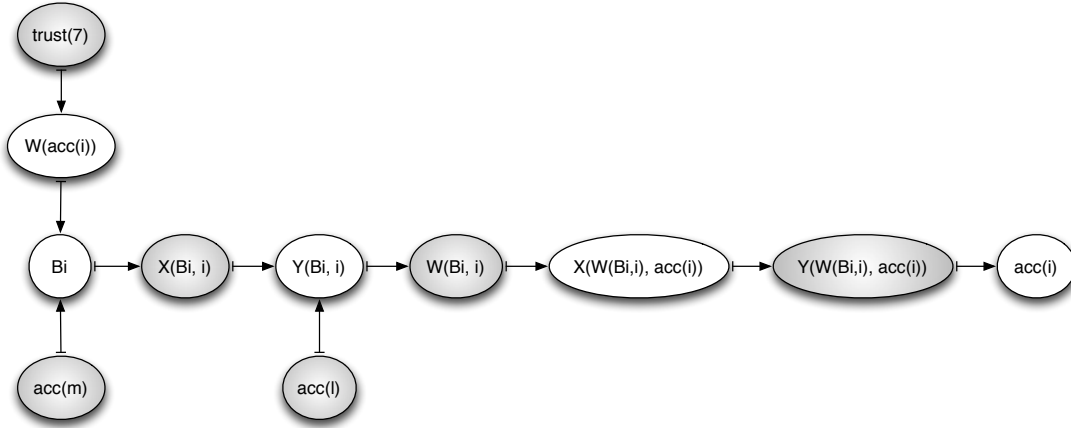 trust(7)
W(acc(i))
Bi
X(Bi, i)
Y(Bi, i)
W(Bi, i)
X(W(Bi,i), acc(i))
Y(W(Bi,i), acc(i))
acc(i)
acc(m)
acc(l)